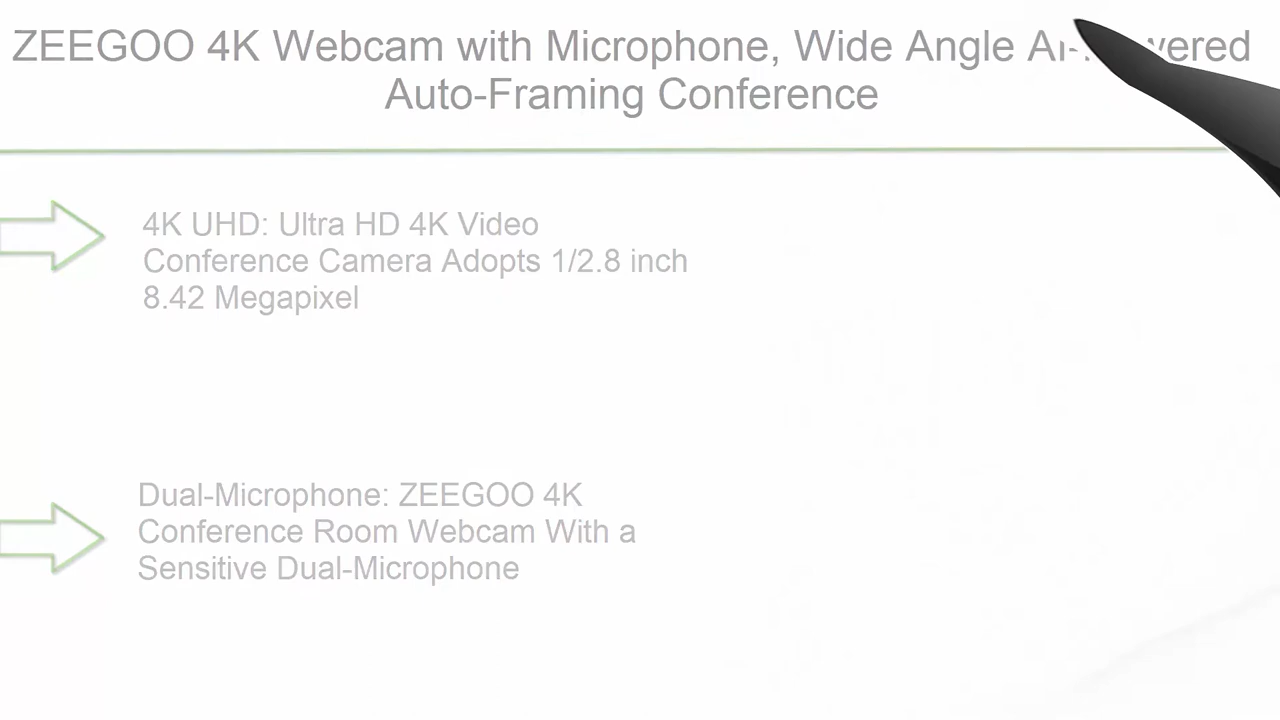 ZEEGOO 4K Webcam with Microphone, Wide Angle
Auto-Framing Conference
4K UHD: Ultra HD 4K Video
Conference Camera Adopts 1/2.8 inch
8.42 Megapixel
Dual-Microphone: ZEEGOO 4K
Conference Room Webcam With a
Sensitive Dual-Microphone